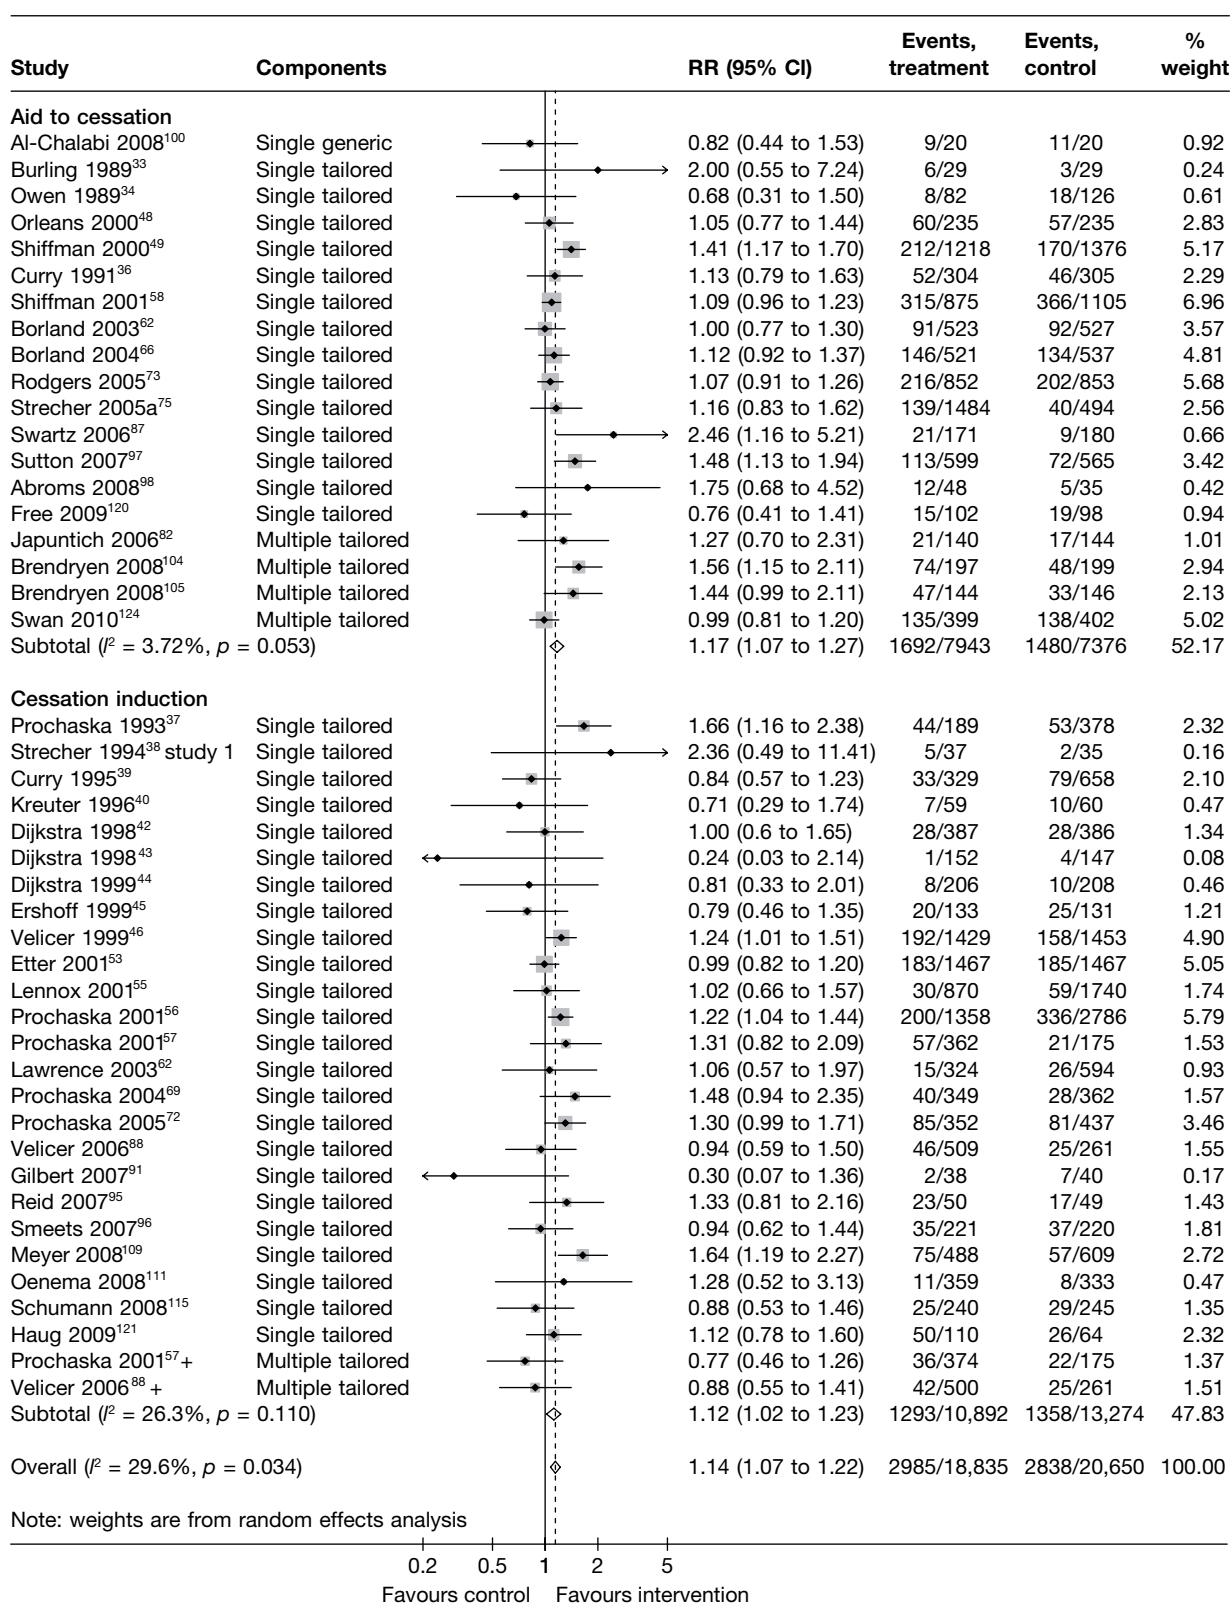 Study Components RR (95% CI) Events, treatment Events, control % weight
Aid to cessation
Al-Chalabi 2008100 Single generic 0.82 (0.44 to 1.53) 9/20 11/20 0.92
Burling 198933 Single tailored 2.00 (0.55 to 7.24) 6/29 3/29 0.24
Owen 198934 Single tailored 0.68 (0.31 to 1.50) 8/82 18/126 0.61
Orleans 200048 Single tailored 1.05 (0.77 to 1.44) 60/235 57/235 2.83
Shiffman 200049 Single tailored 1.41 (1.17 to 1.70) 212/1218 170/1376 5.17
Curry 199136 Single tailored 1.13 (0.79 to 1.63) 52/304 46/305 2.29
Shiffman 200158 Single tailored 1.09 (0.96 to 1.23) 315/875 366/1105 6.96
Borland 200362 Single tailored 1.00 (0.77 to 1.30) 91/523 92/527 3.57
Borland 200466 Single tailored 1.12 (0.92 to 1.37) 146/521 134/537 4.81
Rodgers 200573 Single tailored 1.07 (0.91 to 1.26) 216/852 202/853 5.68
Strecher 2005a75 Single tailored 1.16 (0.83 to 1.62) 139/1484 40/494 2.56
Swartz 200687 Single tailored 2.46 (1.16 to 5.21) 21/171 9/180 0.66
Sutton 200797 Single tailored 1.48 (1.13 to 1.94) 113/599 72/565 3.42
Abroms 200898 Single tailored 1.75 (0.68 to 4.52) 12/48 5/35 0.42
Free 2009120 Single tailored 0.76 (0.41 to 1.41) 15/102 19/98 0.94
Japuntich 200682 Multiple tailored 1.27 (0.70 to 2.31) 21/140 17/144 1.01
Brendryen 2008104 Multiple tailored 1.56 (1.15 to 2.11) 74/197 48/199 2.94
Brendryen 2008105 Multiple tailored 1.44 (0.99 to 2.11) 47/144 33/146 2.13
Swan 2010124 Multiple tailored 0.99 (0.81 to 1.20) 135/399 138/402 5.02
Subtotal (I2 = 3.72%, p = 0.053) 1.17 (1.07 to 1.27) 1692/7943 1480/7376 52.17
Cessation induction
Prochaska 199337 Single tailored 1.66 (1.16 to 2.38) 44/189 53/378 2.32
Strecher 199438 study 1 Single tailored 2.36 (0.49 to 11.41) 5/37 2/35 0.16
Curry 199539 Single tailored 0.84 (0.57 to 1.23) 33/329 79/658 2.10
Kreuter 199640 Single tailored 0.71 (0.29 to 1.74) 7/59 10/60 0.47
Dijkstra 199842 Single tailored 1.00 (0.6 to 1.65) 28/387 28/386 1.34
Dijkstra 199843 Single tailored 0.24 (0.03 to 2.14) 1/152 4/147 0.08
Dijkstra 199944 Single tailored 0.81 (0.33 to 2.01) 8/206 10/208 0.46
Ershoff 199945 Single tailored 0.79 (0.46 to 1.35) 20/133 25/131 1.21
Velicer 199946 Single tailored 1.24 (1.01 to 1.51) 192/1429 158/1453 4.90
Etter 200153 Single tailored 0.99 (0.82 to 1.20) 183/1467 185/1467 5.05
Lennox 200155 Single tailored 1.02 (0.66 to 1.57) 30/870 59/1740 1.74
Prochaska 200156 Single tailored 1.22 (1.04 to 1.44) 200/1358 336/2786 5.79
Prochaska 200157 Single tailored 1.31 (0.82 to 2.09) 57/362 21/175 1.53
Lawrence 200362 Single tailored 1.06 (0.57 to 1.97) 15/324 26/594 0.93
Prochaska 200469 Single tailored 1.48 (0.94 to 2.35) 40/349 28/362 1.57
Prochaska 200572 Single tailored 1.30 (0.99 to 1.71) 85/352 81/437 3.46
Velicer 200688 Single tailored 0.94 (0.59 to 1.50) 46/509 25/261 1.55
Gilbert 200791 Single tailored 0.30 (0.07 to 1.36) 2/38 7/40 0.17
Reid 200795 Single tailored 1.33 (0.81 to 2.16) 23/50 17/49 1.43
Smeets 200796 Single tailored 0.94 (0.62 to 1.44) 35/221 37/220 1.81
Meyer 2008109 Single tailored 1.64 (1.19 to 2.27) 75/488 57/609 2.72
Oenema 2008111 Single tailored 1.28 (0.52 to 3.13) 11/359 8/333 0.47
Schumann 2008115 Single tailored 0.88 (0.53 to 1.46) 25/240 29/245 1.35
Haug 2009121 Single tailored 1.12 (0.78 to 1.60) 50/110 26/64 2.32
Prochaska 200157+ Multiple tailored 0.77 (0.46 to 1.26) 36/374 22/175 1.37
Velicer 200688 + Multiple tailored 0.88 (0.55 to 1.41) 42/500 25/261 1.51
Subtotal (I2 = 26.3%, p = 0.110) 1.12 (1.02 to 1.23) 1293/10,892 1358/13,274 47.83
Overall (I2 = 29.6%, p = 0.034) 1.14 (1.07 to 1.22) 2985/18,835 2838/20,650 100.00
Note: weights are from random effects analysis
0.2 0.5 1 2 5
Favours control Favours intervention